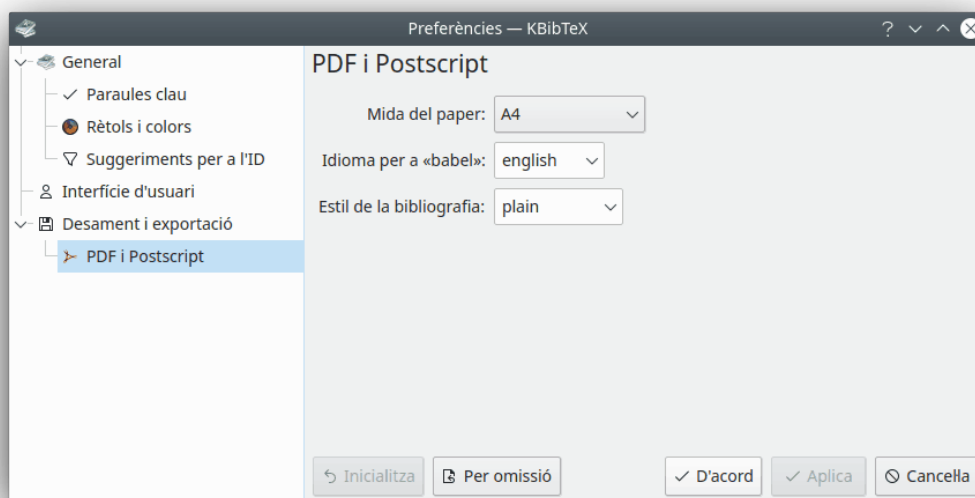 Preferències — KBibTeX
General
Paraules clau
Rètols i colors
Suggeriments per a l'ID
Interfície d'usuari
Desament i exportació
PDF i Postscript
PDF i Postscript
Mida del paper: A4
Idioma per a «babel»: english
Estil de la bibliografia: plain
Inicialitza Per omissió D'acord Aplica Cancel·la